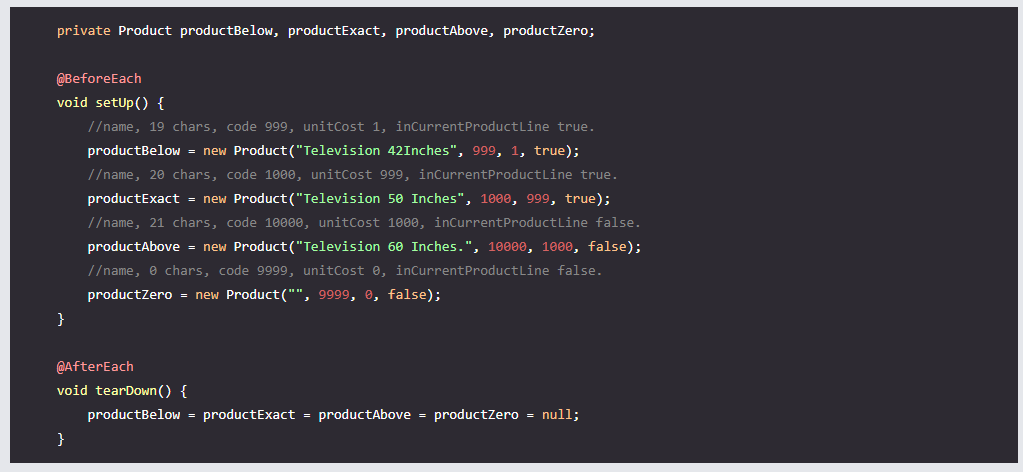 private Product productBelow, productExact, productAbove, productZero;
@BeforeEach
void setUp() {
//name, 19 chars, code 999, unitCost 1, inCurrentProductLine true.
productBelow = new Product("Television 42Inches", 999, 1, true);
//name, 20 chars, code 1000, unitCost 999, inCurrentProductLine true.
productExact = new Product("Television 50 Inches", 1000, 999, true);
//name, 21 chars, code 10000, unitCost 1000, inCurrentProductLine false.
productAbove = new Product("Television 60 Inches.", 10000, 1000, false);
//name, 0 chars, code 9999, unitCost 0, inCurrentProductLine false.
productZero = new Product("", 9999, 0, false);
}
@AfterEach
void tearDown() {
productBelow = productExact = productAbove = productZero = null;
}